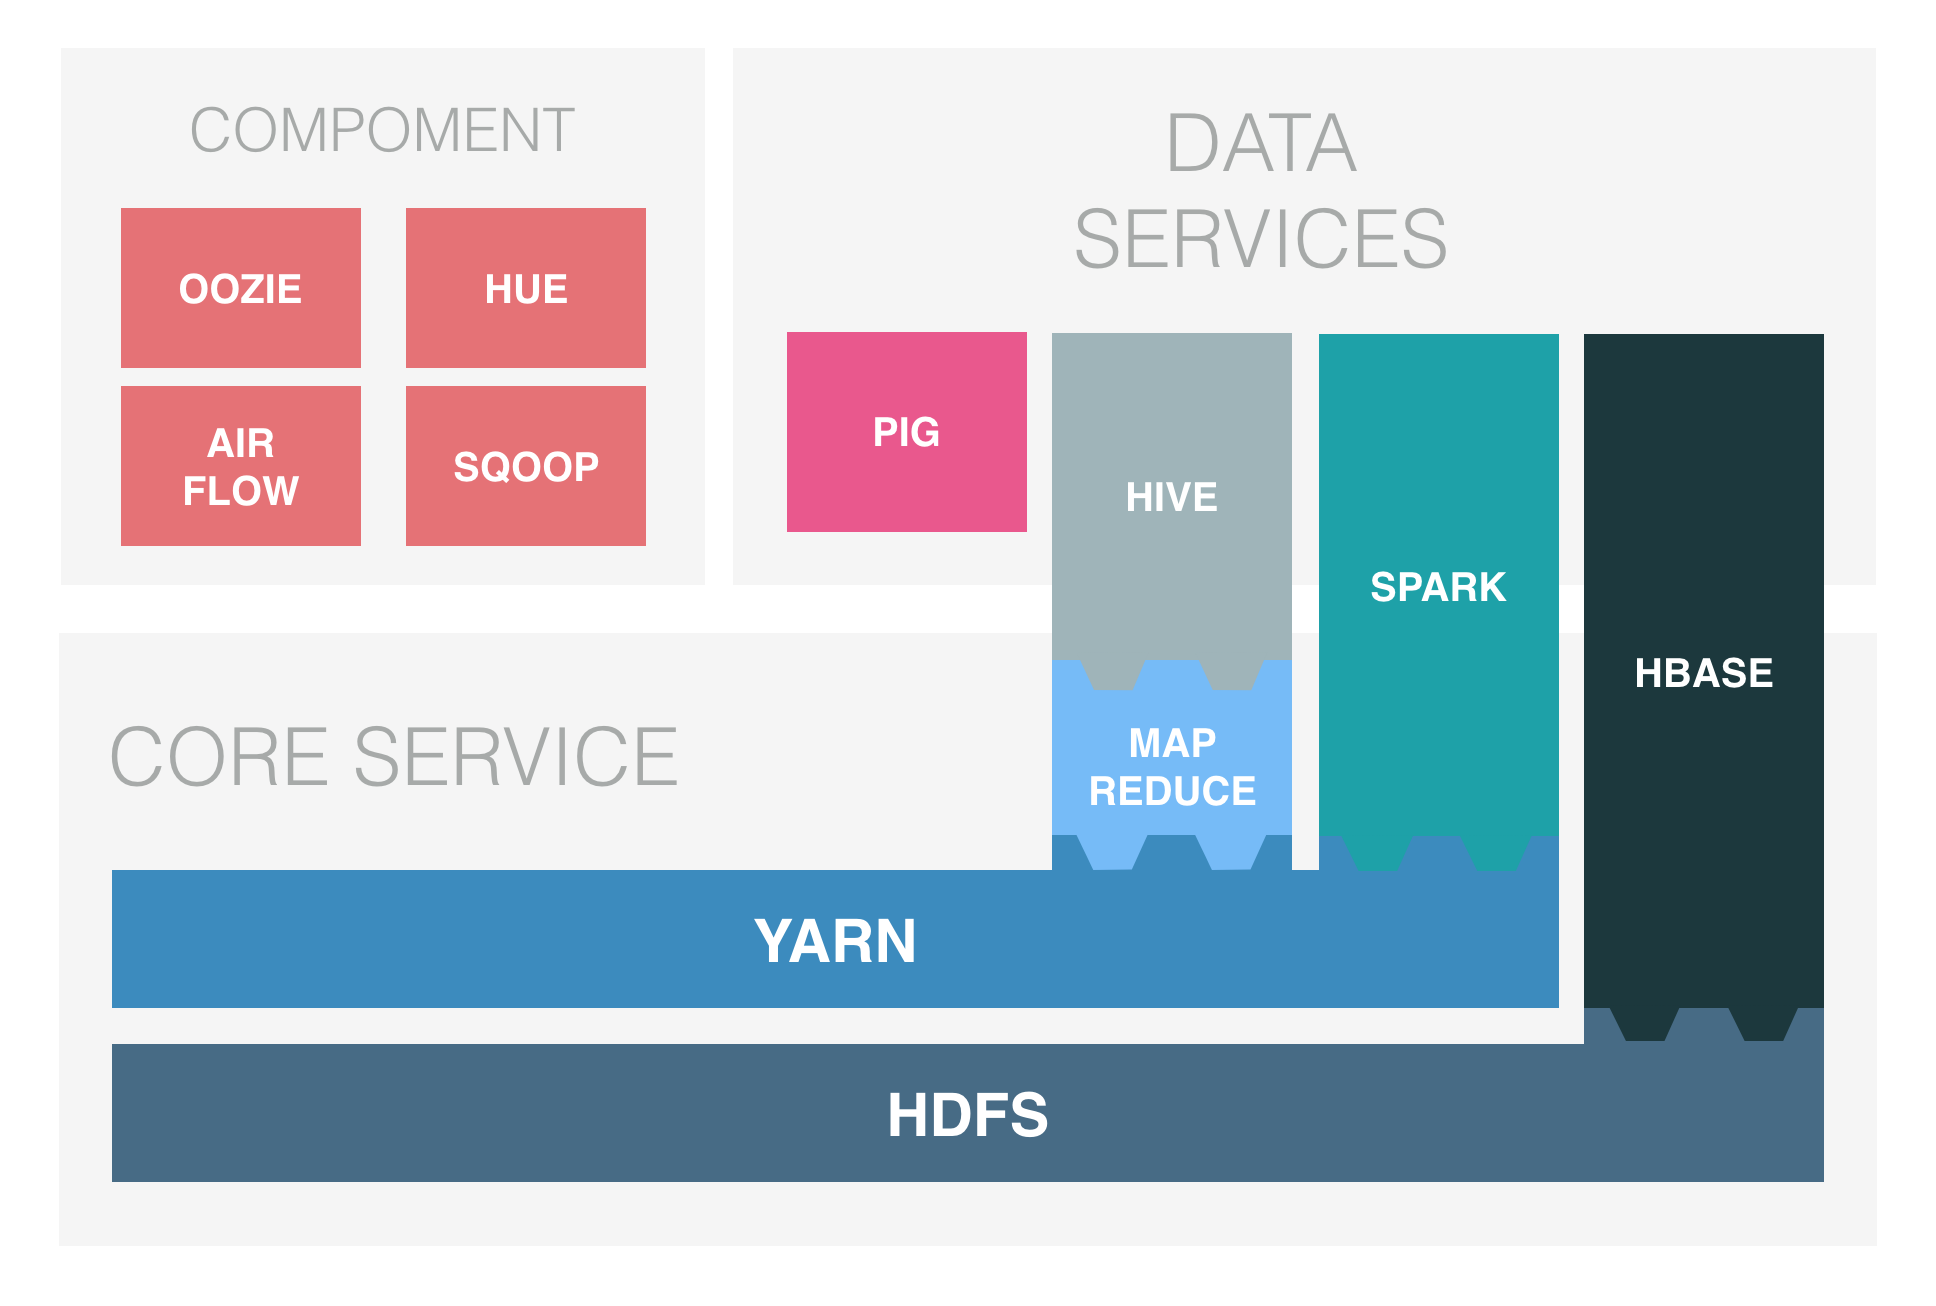 COMPOMENT
OOZIE
HUE
AIR
FLOW
SQOOP
DATA
SERVICES
PIG
HIVE
SPARK
HBASE
CORE SERVICE
MAP
REDUCE
YARN
HDFS